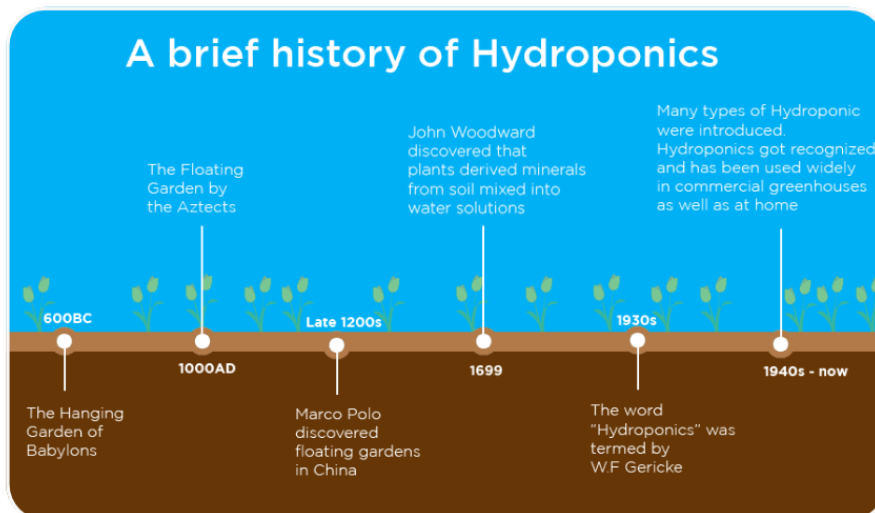 A brief history of Hydroponics
600BC
The Hanging
Garden of
Babylons
The Floating
Garden by
the Aztects
1000AD
Late 1200s
Marco Polo
discovered
floating gardens
in China
John Woodward
discovered that
plants derived minerals
from soil mixed into
water solutions
1699
1930s
The word
“Hydroponics” was
termed by
W.F Gericke
Many types of Hydroponic
were introduced.
Hydroponics got recognized
and has been used widely
in commercial greenhouses
as well as at home
1940s - now